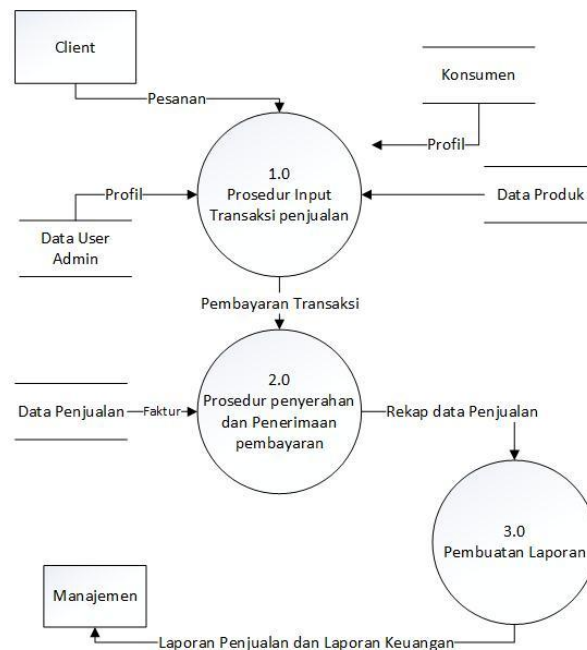 Client
Pesanan
Konsumen
Profil
1.0
Prosedur Input
Transaksi penjualan
Profil
Data Produk
Data User
Admin
Pembayaran Transaksi
2.0
Prosedur penyerahan
dan Penerimaan
pembayaran
Data Penjualan
Faktur
Rekap data Penjualan
3.0
Pembuatan Laporan
Manajemen
Laporan Penjualan dan Laporan Keuangan